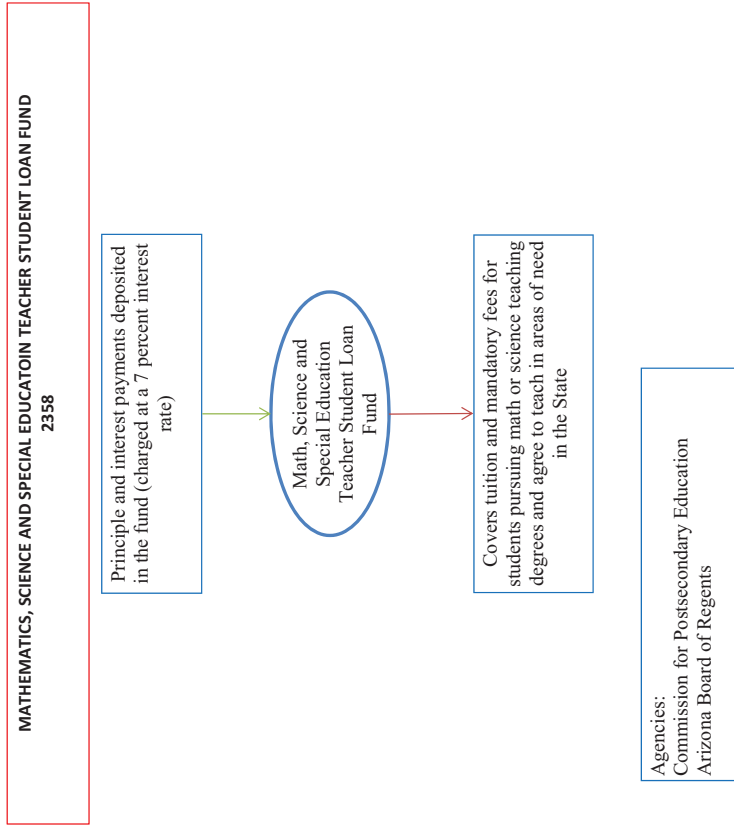 MATHEMATICS, SCIENCE AND SPECIAL EDUCATOIN TEACHER STUDENT LOAN FUND
2358
Principle and interest payments deposited
in the fund (charged at a 7 percent interest
rate)
Math, Science and
Special Education
Teacher Student Loan
Fund
Covers tuition and mandatory fees for
students pursuing math or science teaching
degrees and agree to teach in areas of need
in the State
Agencies:
Commission for Postsecondary Education
Arizona Board of Regents